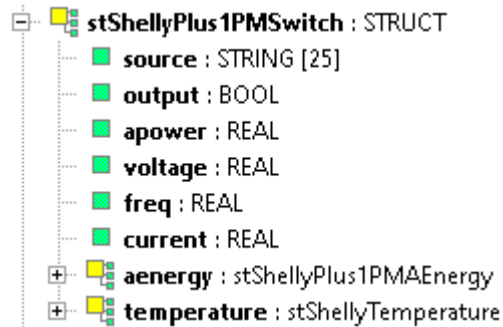 stShellyPlus1PMSwitch : STRUCT
source : STRING [25]
output : BOOL
apower : REAL
voltage : REAL
freq : REAL
current : REAL
aenergy : stShellyPlus1PMAEnergy
temperature : stShellyTemperature